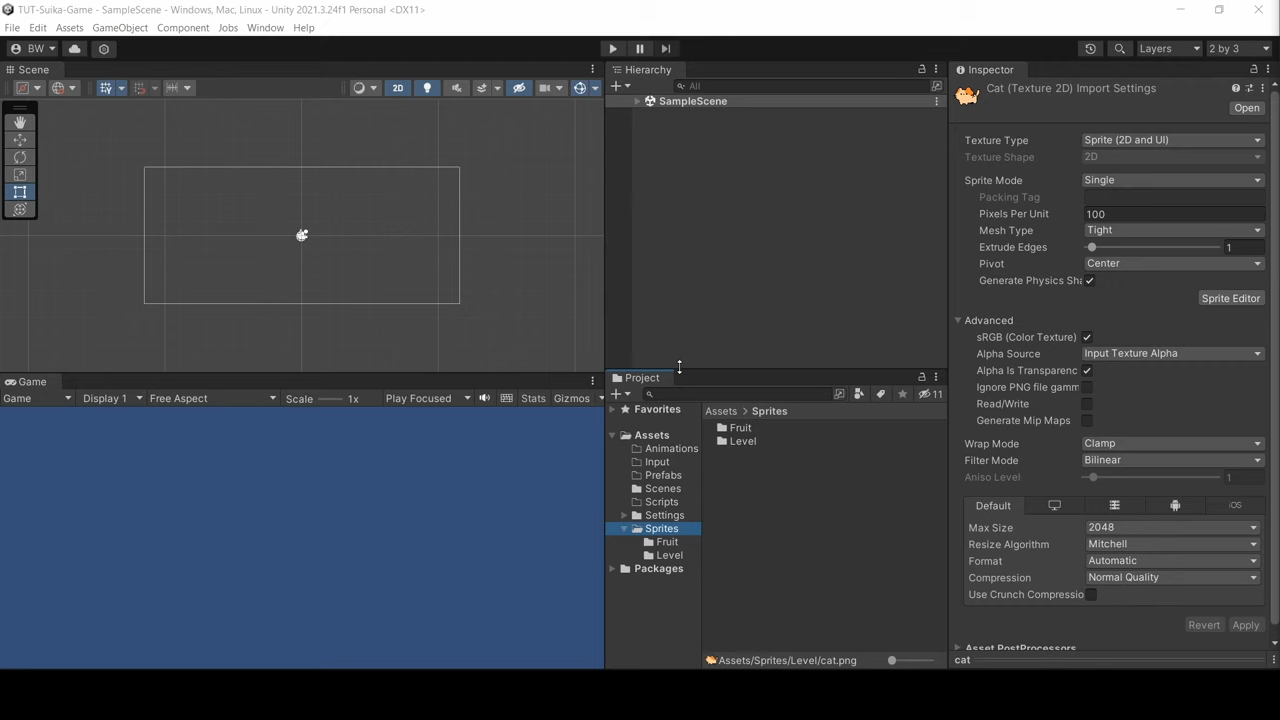 TUT-Suika-Game - SampleScene - Windows, Mac, Linux - Unity 2021.3.24f1 Personal <DX11>
File Edit Assets GameObject Component Jobs Window Help
BW Layers 2 by 3
Scene
2D
Hierarchy
All
SampleScene
Inspector
Cat (Texture 2D) Import Settings
Open
Texture Type Sprite (2D and UI)
Texture Shape 2D
Sprite Mode Single
Packing Tag
Pixels Per Unit 100
Mesh Type Tight
Extrude Edges 1
Pivot Center
Generate Physics Sha
Sprite Editor
Advanced
sRGB (Color Texture)
Alpha Source Input Texture Alpha
Alpha Is Transparenc
Ignore PNG file gamm
Read/Write
Generate Mip Maps
Wrap Mode Clamp
Filter Mode Bilinear
Aniso Level 1
Default iOS
Max Size 2048
Resize Algorithm Mitchell
Format Automatic
Compression Normal Quality
Use Crunch Compressio
Revert Apply
Asset PostProcessors
cat
Game
Game Display 1 Free Aspect Scale 1x Play Focused Stats Gizmos
Project
11
Favorites
Assets
Animations
Input
Prefabs
Scenes
Scripts
Settings
Sprites
Fruit
Level
Packages
Assets > Sprites
Fruit
Level
Assets/Sprites/Level/cat.png